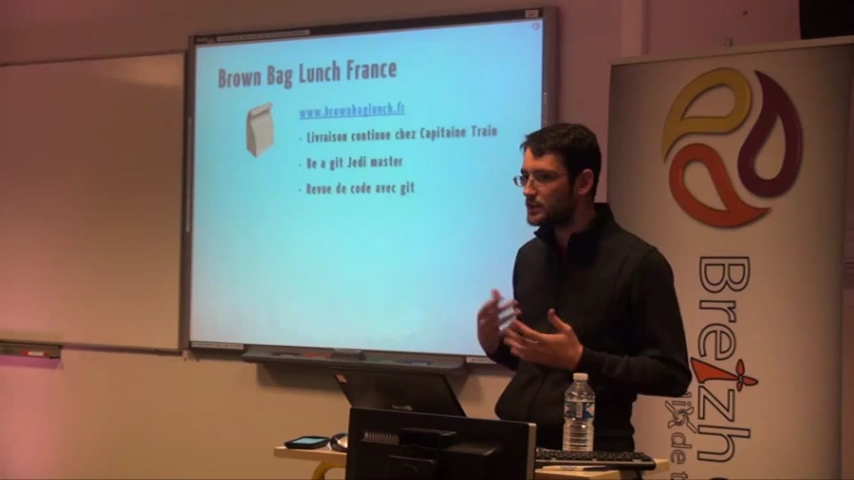 Brown Bag Lunch France
www.brownbaglunch.fr
- Livraison continue chez Capitaine Train
- Be a git Jedi master
- Revue de code avec git
Breizh